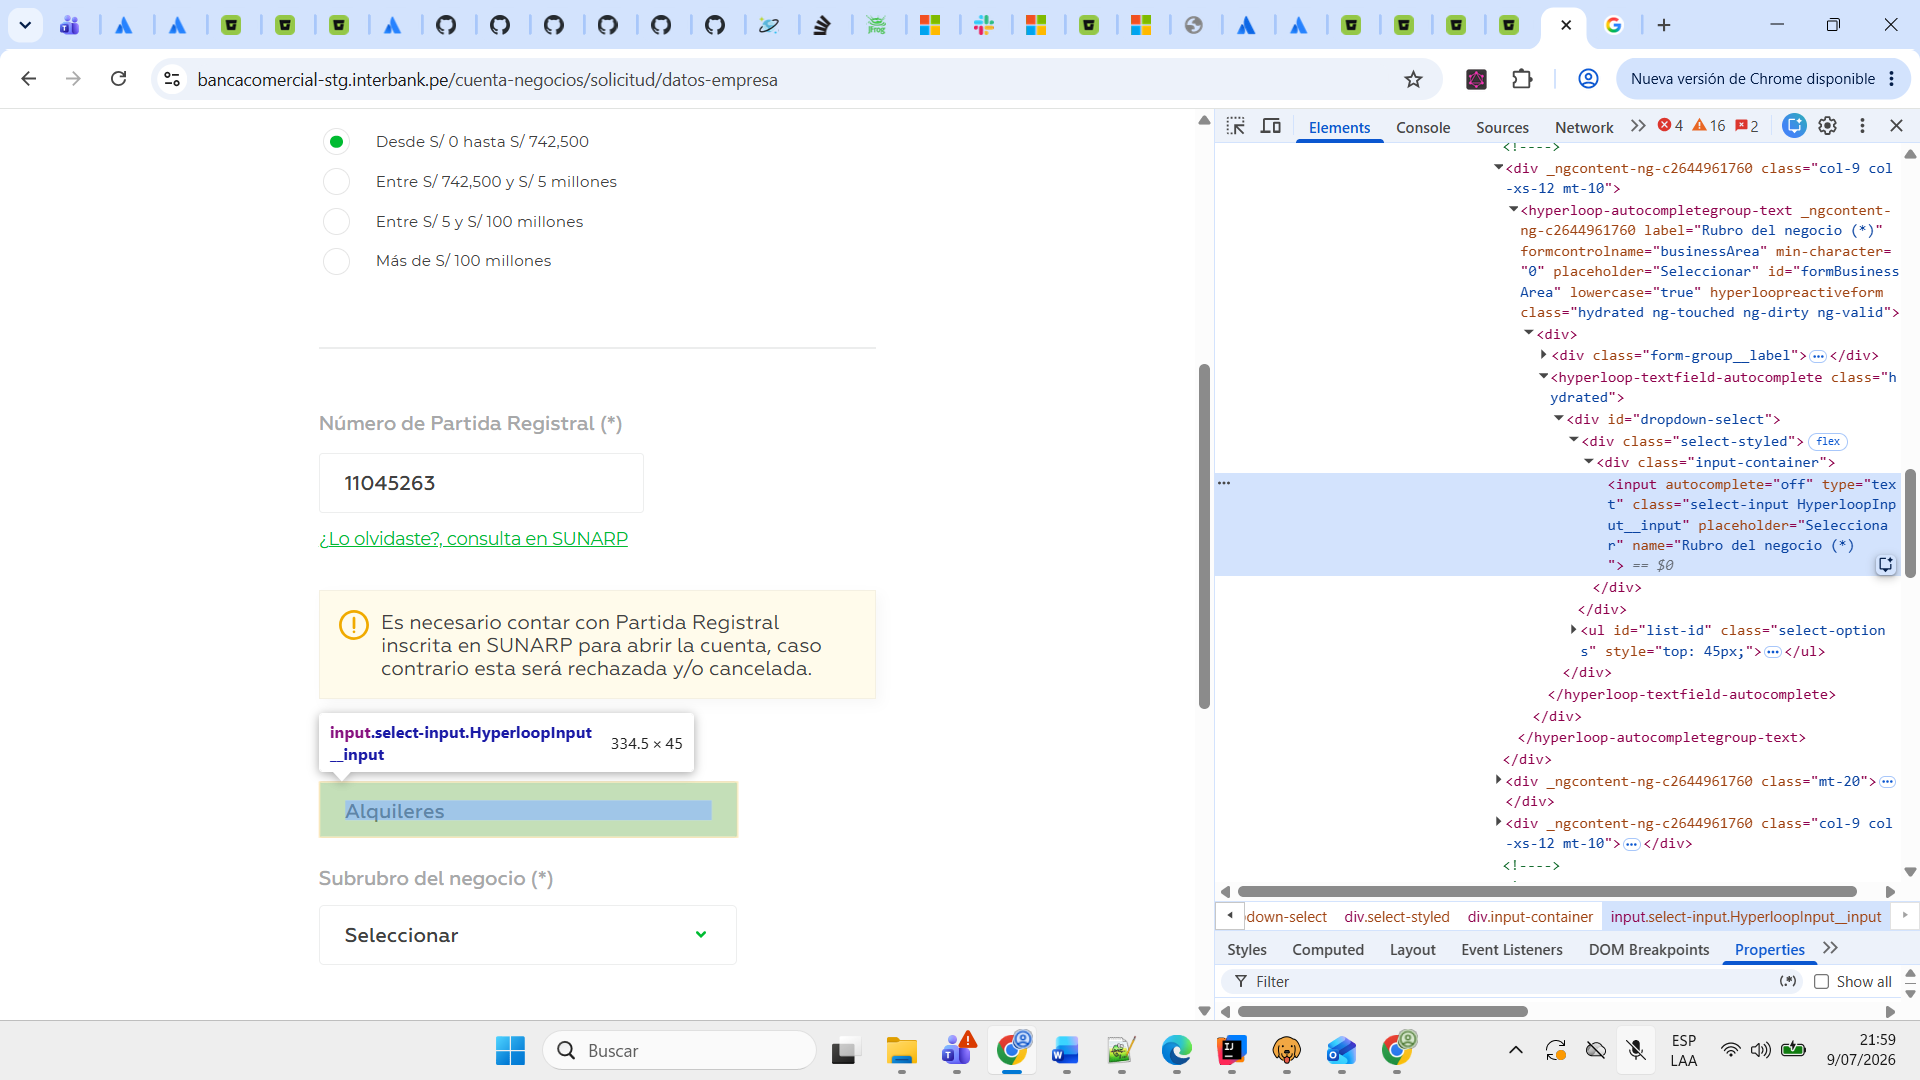 bancacomercial-stg.interbank.pe/cuenta-negocios/solicitud/datos-empresa
Nueva versión de Chrome disponible
Desde S/ 0 hasta S/ 742,500
Entre S/ 742,500 y S/ 5 millones
Entre S/ 5 y S/ 100 millones
Más de S/ 100 millones
Número de Partida Registral (*)
11045263
¿Lo olvidaste?, consulta en SUNARP
Es necesario contar con Partida Registral
inscrita en SUNARP para abrir la cuenta, caso
contrario esta será rechazada y/o cancelada.
input.select-input.HyperloopInput
__input
334.5 × 45
Alquileres
Subrubro del negocio (*)
Seleccionar
Elements
Console
Sources
Network
4
16
2
<!---->
<div _ngcontent-ng-c2644961760 class="col-9 col
-xs-12 mt-10">
<hyperloop-autocompletegroup-text _ngcontent-
ng-c2644961760 label="Rubro del negocio (*)"
formcontrolname="businessArea" min-character=
"0" placeholder="Seleccionar" id="formBusiness
Area" lowercase="true" hyperloopreactiveform
class="hydrated ng-touched ng-dirty ng-valid">
<div>
<div class="form-group__label"> </div>
<hyperloop-textfield-autocomplete class="h
ydrated">
<div id="dropdown-select">
<div class="select-styled"> flex
<div class="input-container">
<input autocomplete="off" type="tex
t" class="select-input HyperloopInp
ut__input" placeholder="Selecciona
r" name="Rubro del negocio (*)
"> == $0
</div>
</div>
<ul id="list-id" class="select-option
s" style="top: 45px;"> </ul>
</div>
</hyperloop-textfield-autocomplete>
</div>
</hyperloop-autocompletegroup-text>
</div>
<div _ngcontent-ng-c2644961760 class="mt-20">
</div>
<div _ngcontent-ng-c2644961760 class="col-9 col
-xs-12 mt-10"> </div>
<!---->
down-select
div.select-styled
div.input-container
input.select-input.HyperloopInput__input
Styles
Computed
Layout
Event Listeners
DOM Breakpoints
Properties
Filter
(.*)
Show all
Buscar
ESP
LAA
21:59
9/07/2026